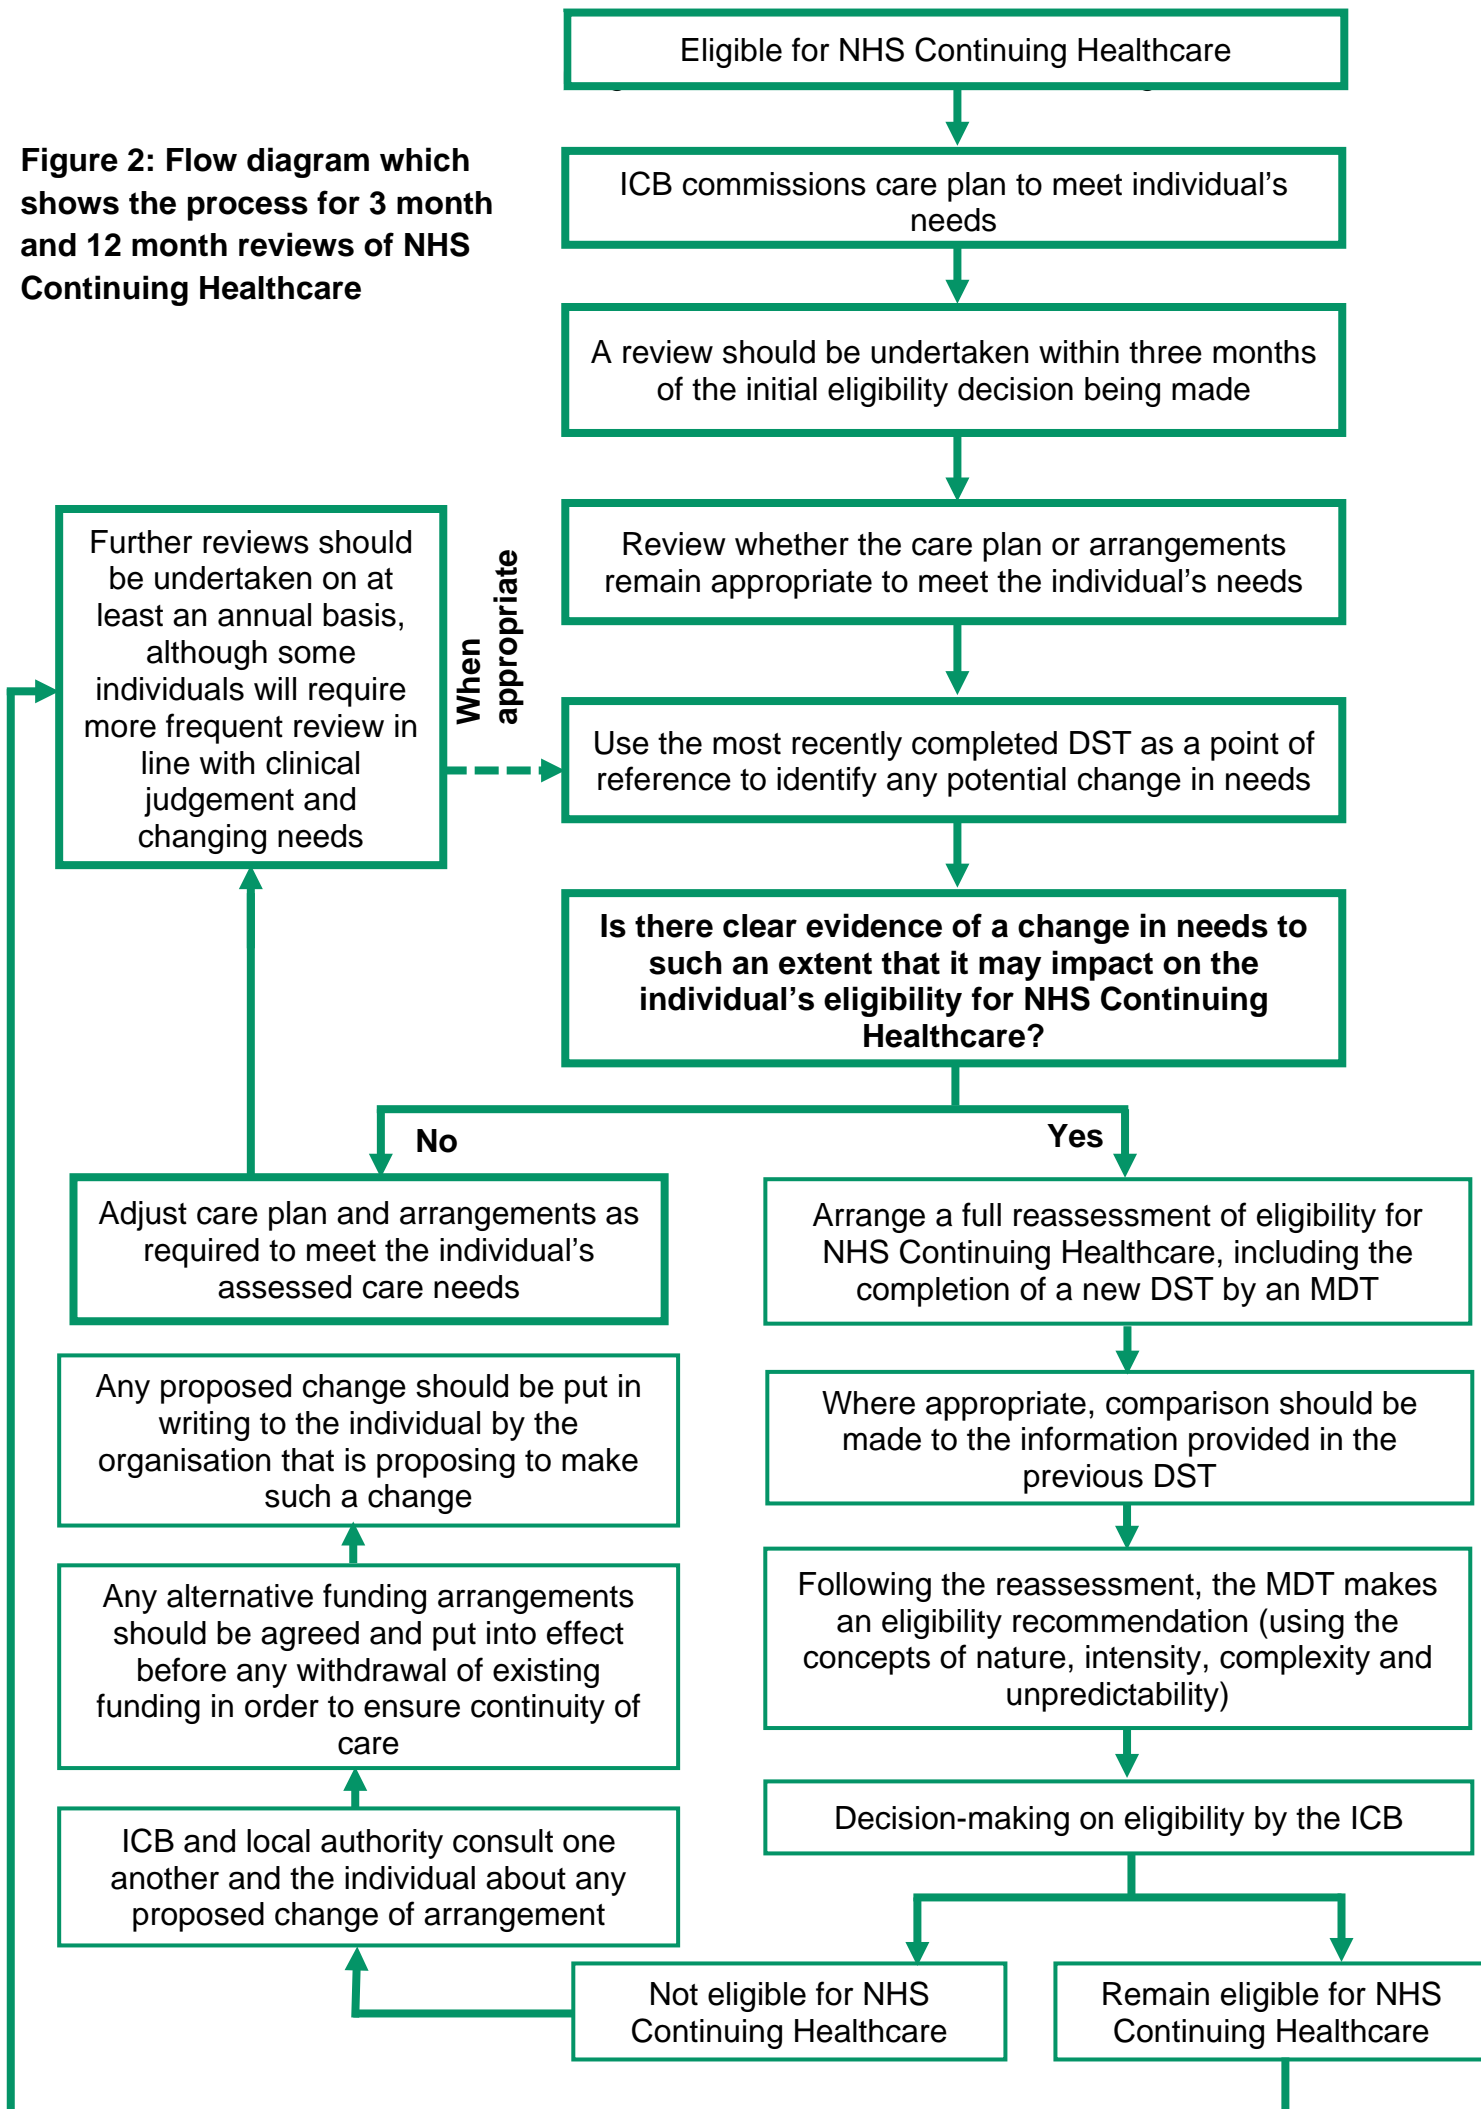 Eligible for NHS Continuing Healthcare
Figure 2: Flow diagram which
shows the process for 3 month
and 12 month reviews of NHS
Continuing Healthcare
ICB commissions care plan to meet individual’s
needs
A review should be undertaken within three months
of the initial eligibility decision being made
Review whether the care plan or arrangements
remain appropriate to meet the individual’s needs
Further reviews should
be undertaken on at
least an annual basis,
although some
individuals will require
more frequent review in
line with clinical
judgement and
changing needs
When
appropriate
Use the most recently completed DST as a point of
reference to identify any potential change in needs
Is there clear evidence of a change in needs to
such an extent that it may impact on the
individual’s eligibility for NHS Continuing
Healthcare?
No
Yes
Adjust care plan and arrangements as
required to meet the individual’s
assessed care needs
Arrange a full reassessment of eligibility for
NHS Continuing Healthcare, including the
completion of a new DST by an MDT
Any proposed change should be put in
writing to the individual by the
organisation that is proposing to make
such a change
Where appropriate, comparison should be
made to the information provided in the
previous DST
Any alternative funding arrangements
should be agreed and put into effect
before any withdrawal of existing
funding in order to ensure continuity of
care
Following the reassessment, the MDT makes
an eligibility recommendation (using the
concepts of nature, intensity, complexity and
unpredictability)
Decision-making on eligibility by the ICB
ICB and local authority consult one
another and the individual about any
proposed change of arrangement
Not eligible for NHS
Continuing Healthcare
Remain eligible for NHS
Continuing Healthcare